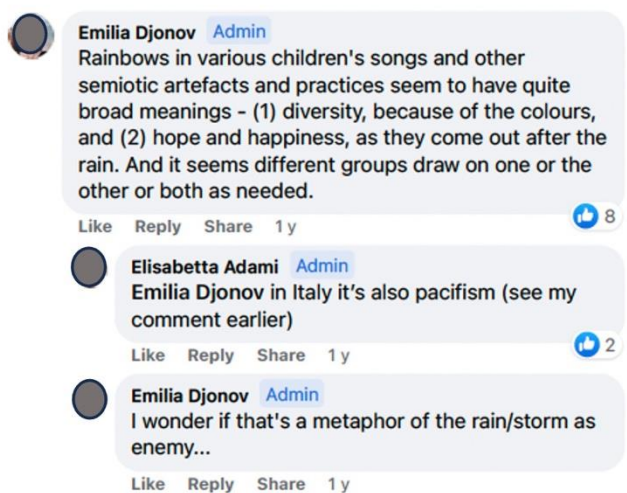 Emilia Djonov Admin
Rainbows in various children's songs and other
semiotic artefacts and practices seem to have quite
broad meanings - (1) diversity, because of the colours,
and (2) hope and happiness, as they come out after the
rain. And it seems different groups draw on one or the
other or both as needed.
8
Like Reply Share 1 y
Elisabetta Adami Admin
Emilia Djonov in Italy it's also pacifism (see my
comment earlier)
2
Like Reply Share 1 y
Emilia Djonov Admin
I wonder if that's a metaphor of the rain/storm as
enemy...
Like Reply Share 1 y